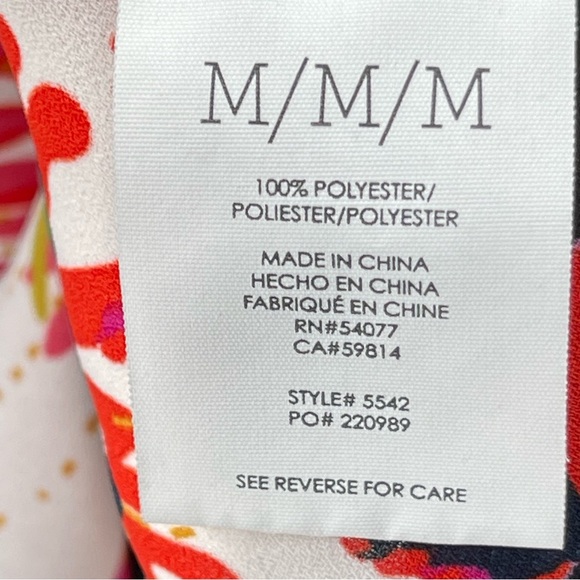 M/M/M
100% POLYESTER/
POLIESTER/POLYESTER
MADE IN CHINA
HECHO EN CHINA
FABRIQUÉ EN CHINE
RN#54077
CA#59814
STYLE# 5542
PO# 220989
SEE REVERSE FOR CARE